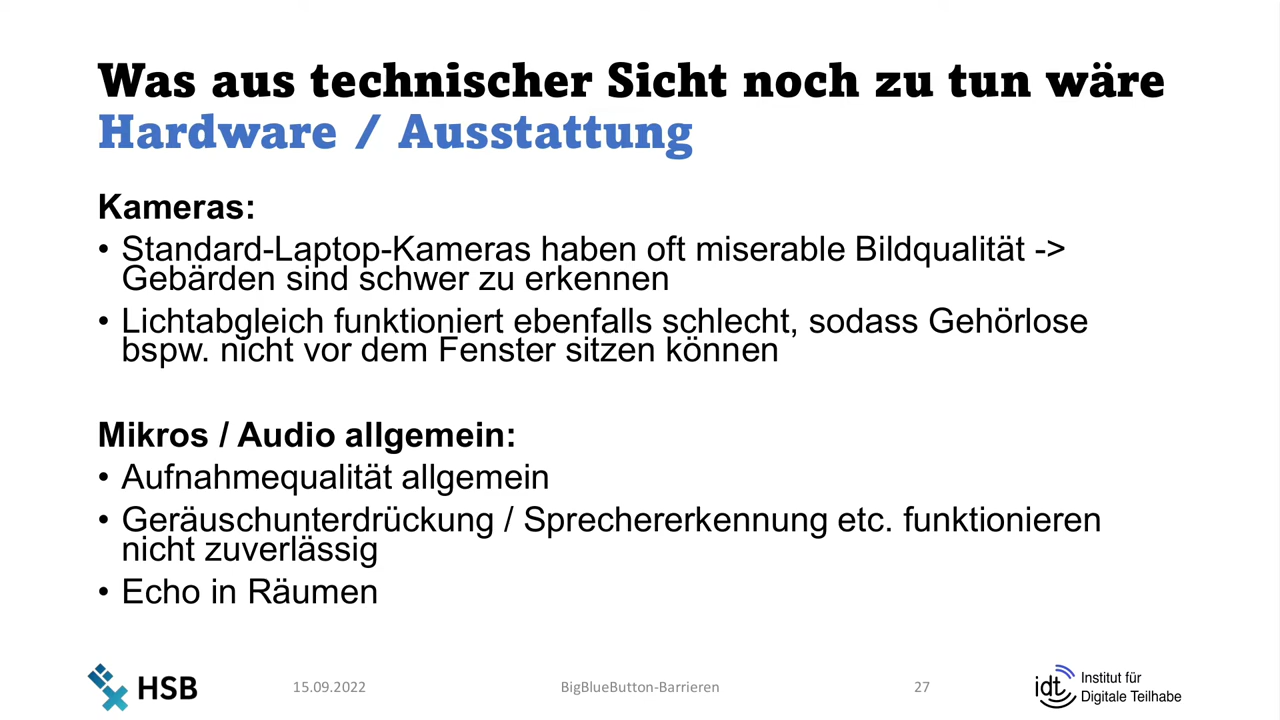 Was aus technischer Sicht noch zu tun wäre
Hardware / Ausstattung
Kameras:
• Standard-Laptop-Kameras haben oft miserable Bildqualität ->
Gebärden sind schwer zu erkennen
• Lichtabgleich funktioniert ebenfalls schlecht, sodass Gehörlose
bspw. nicht vor dem Fenster sitzen können
Mikros / Audio allgemein:
• Aufnahmequalität allgemein
• Geräuschunterdrückung / Sprechererkennung etc. funktionieren
nicht zuverlässig
• Echo in Räumen
HSB
15.09.2022
BigBlueButton-Barrieren
27
idt
Institut für
Digitale Teilhabe